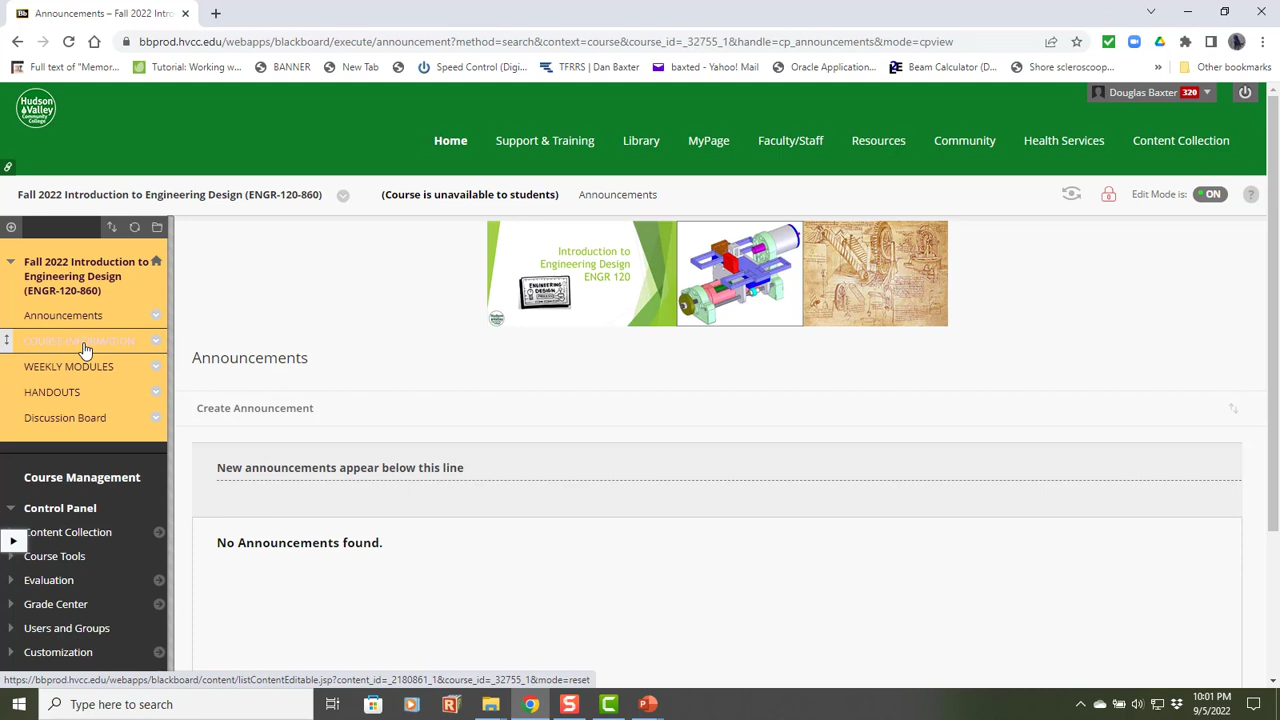 Bb Announcements – Fall 2022 Intro
bbprod.hvcc.edu/webapps/blackboard/execute/announcement?method=search&context=course&course_id=_32755_1&handle=cp_announcements&mode=cpview
Full text of "Memor... Tutorial: Working w... BANNER New Tab Speed Control (Digi... TFRRS | Dan Baxter baxted - Yahoo! Mail Oracle Application... Beam Calculator (D... Shore scleroscoop... » Other bookmarks
Hudson Valley Community College
Douglas Baxter 320
Home Support & Training Library MyPage Faculty/Staff Resources Community Health Services Content Collection
Fall 2022 Introduction to Engineering Design (ENGR-120-860) (Course is unavailable to students) Announcements Edit Mode is: ON ?
Introduction to
Engineering Design
ENGR 120
Fall 2022 Introduction to
Engineering Design
(ENGR-120-860)
Announcements
COURSE INFORMATION
WEEKLY MODULES
HANDOUTS
Discussion Board
Course Management
Control Panel
Content Collection
Course Tools
Evaluation
Grade Center
Users and Groups
Customization
Announcements
Create Announcement
New announcements appear below this line
No Announcements found.
https://bbprod.hvcc.edu/webapps/blackboard/content/listContentEditable.jsp?content_id=_2180861_1&course_id=_32755_1&mode=reset
Type here to search
10:01 PM
9/5/2022